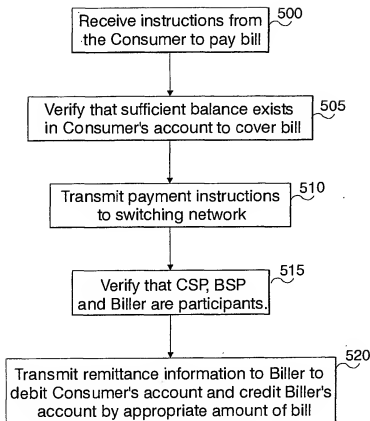 Receive instructions from
the Consumer to pay bill
500
Verify that sufficient balance exists
in Consumer's account to cover bill
505
Transmit payment instructions
to switching network
510
Verify that CSP, BSP
and Biller are participants.
515
Transmit remittance information to Biller to
debit Consumer's account and credit Biller's
account by appropriate amount of bill
520